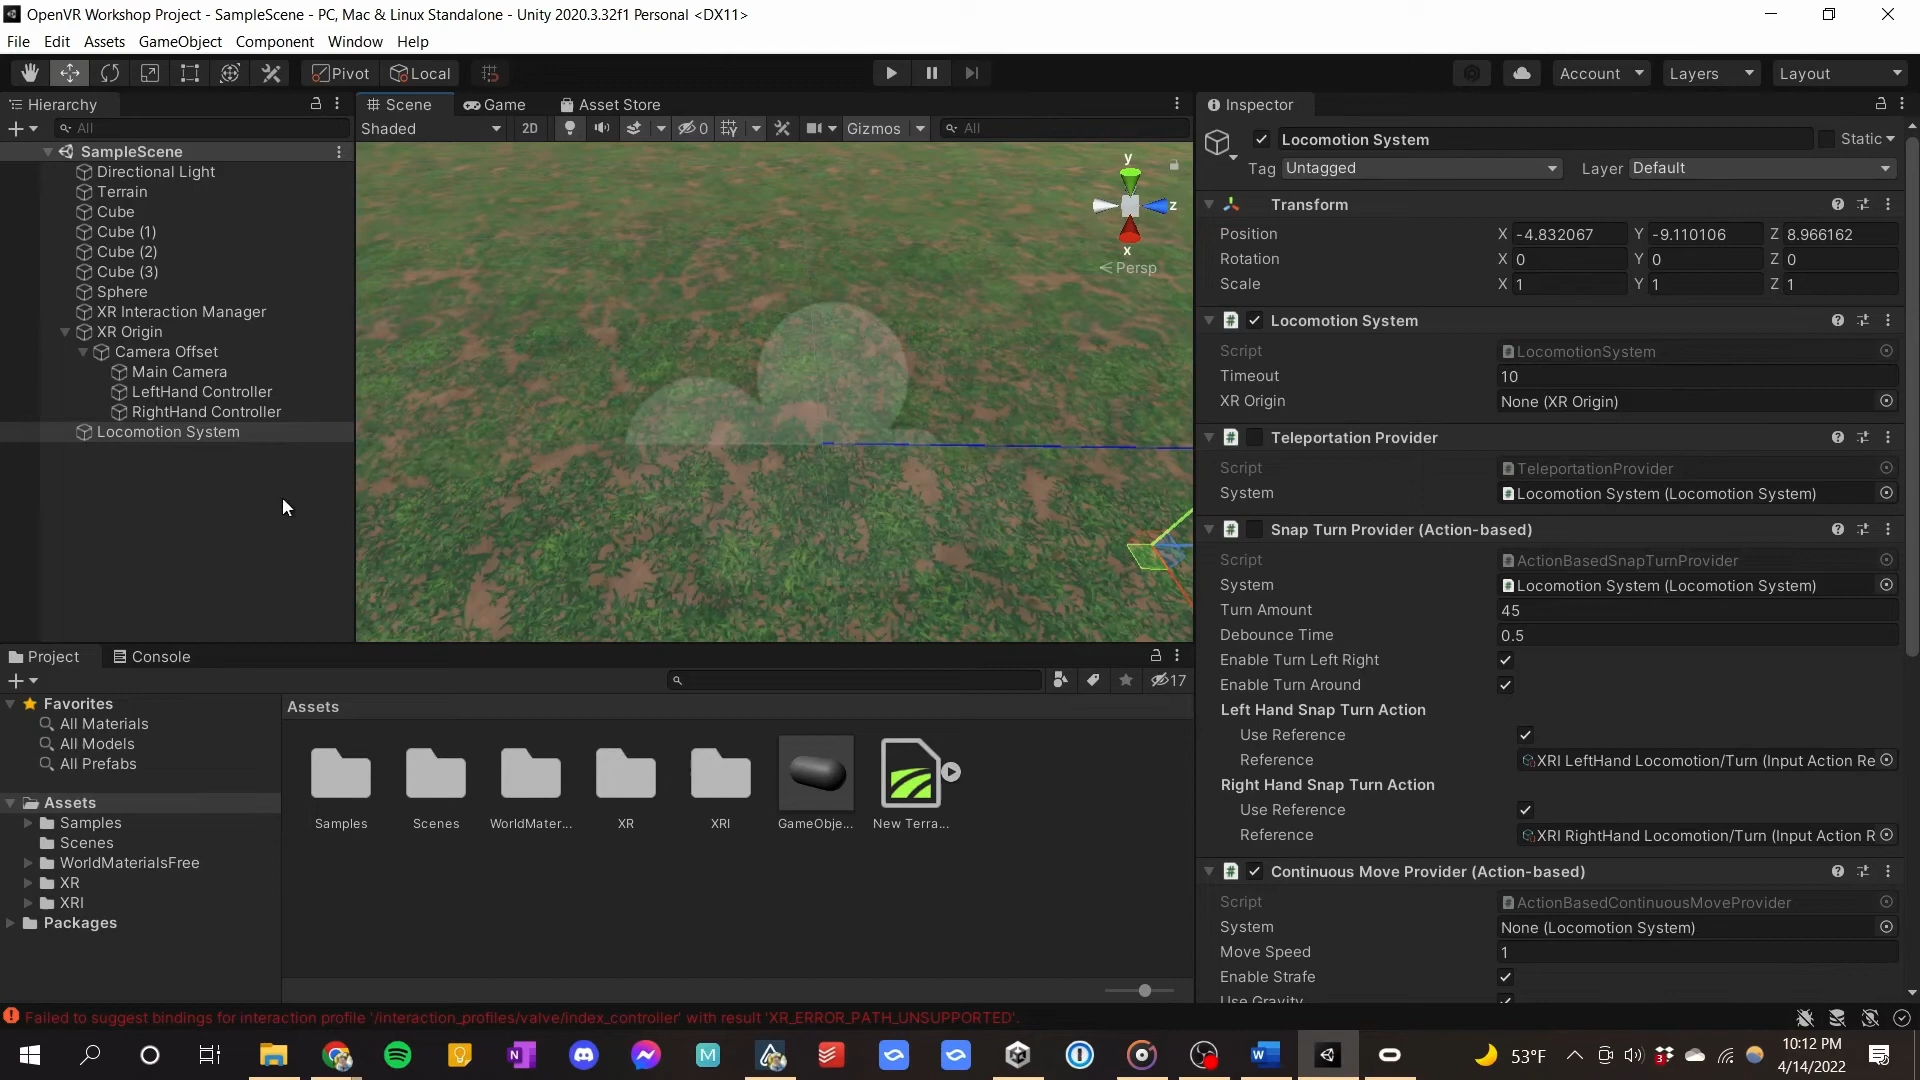 OpenVR Workshop Project - SampleScene - PC, Mac & Linux Standalone - Unity 2020.3.32f1 Personal <DX11>
File Edit Assets GameObject Component Window Help
Pivot Local Account Layers Layout
Hierarchy
All
SampleScene
Directional Light
Terrain
Cube
Cube (1)
Cube (2)
Cube (3)
Sphere
XR Interaction Manager
XR Origin
Camera Offset
Main Camera
LeftHand Controller
RightHand Controller
Locomotion System
Scene Game Asset Store
Shaded 2D 0 Gizmos All
y
z
x
Persp
Inspector
Locomotion System Static
Tag Untagged Layer Default
Transform
Position X -4.832067 Y -9.110106 Z 8.966162
Rotation X 0 Y 0 Z 0
Scale X 1 Y 1 Z 1
# Locomotion System
Script LocomotionSystem
Timeout 10
XR Origin None (XR Origin)
# Teleportation Provider
Script TeleportationProvider
System Locomotion System (Locomotion System)
# Snap Turn Provider (Action-based)
Script ActionBasedSnapTurnProvider
System Locomotion System (Locomotion System)
Turn Amount 45
Debounce Time 0.5
Enable Turn Left Right
Enable Turn Around
Left Hand Snap Turn Action
Use Reference
Reference XRI LeftHand Locomotion/Turn (Input Action Re
Right Hand Snap Turn Action
Use Reference
Reference XRI RightHand Locomotion/Turn (Input Action R
# Continuous Move Provider (Action-based)
Script ActionBasedContinuousMoveProvider
System None (Locomotion System)
Move Speed 1
Enable Strafe
Use Gravity
Project Console
17
Favorites
All Materials
All Models
All Prefabs
Assets
Samples
Scenes
WorldMaterialsFree
XR
XRI
Packages
Assets
Samples Scenes WorldMater... XR XRI GameObje... New Terra...
Failed to suggest bindings for interaction profile '/interaction_profiles/valve/index_controller' with result 'XR_ERROR_PATH_UNSUPPORTED'.
53°F
10:12 PM
4/14/2022